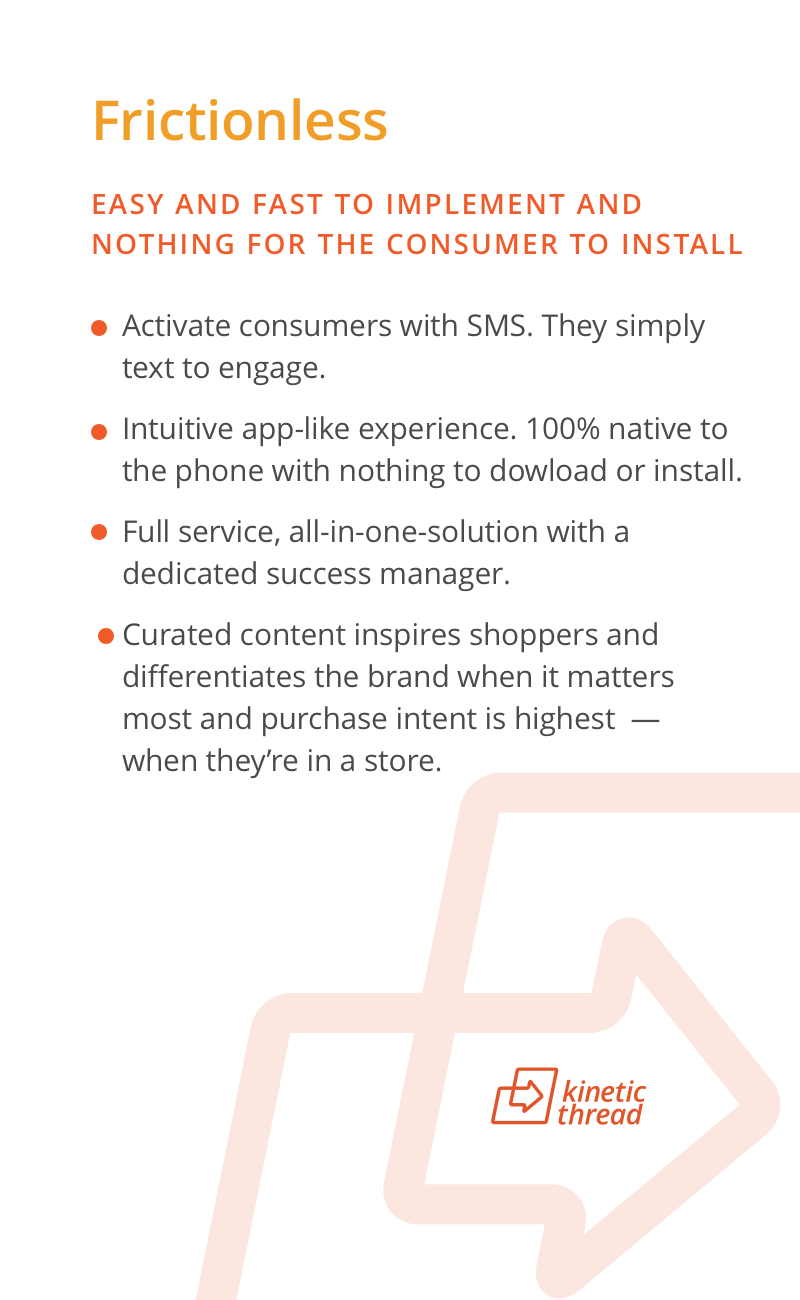 Frictionless
EASY AND FAST TO IMPLEMENT AND
NOTHING FOR THE CONSUMER TO INSTALL
Activate consumers with SMS. They simply
text to engage.
Intuitive app-like experience. 100% native to
the phone with nothing to dowload or install.
Full service, all-in-one-solution with a
dedicated success manager.
Curated content inspires shoppers and
differentiates the brand when it matters
most and purchase intent is highest —
when they’re in a store.
kinetic
thread